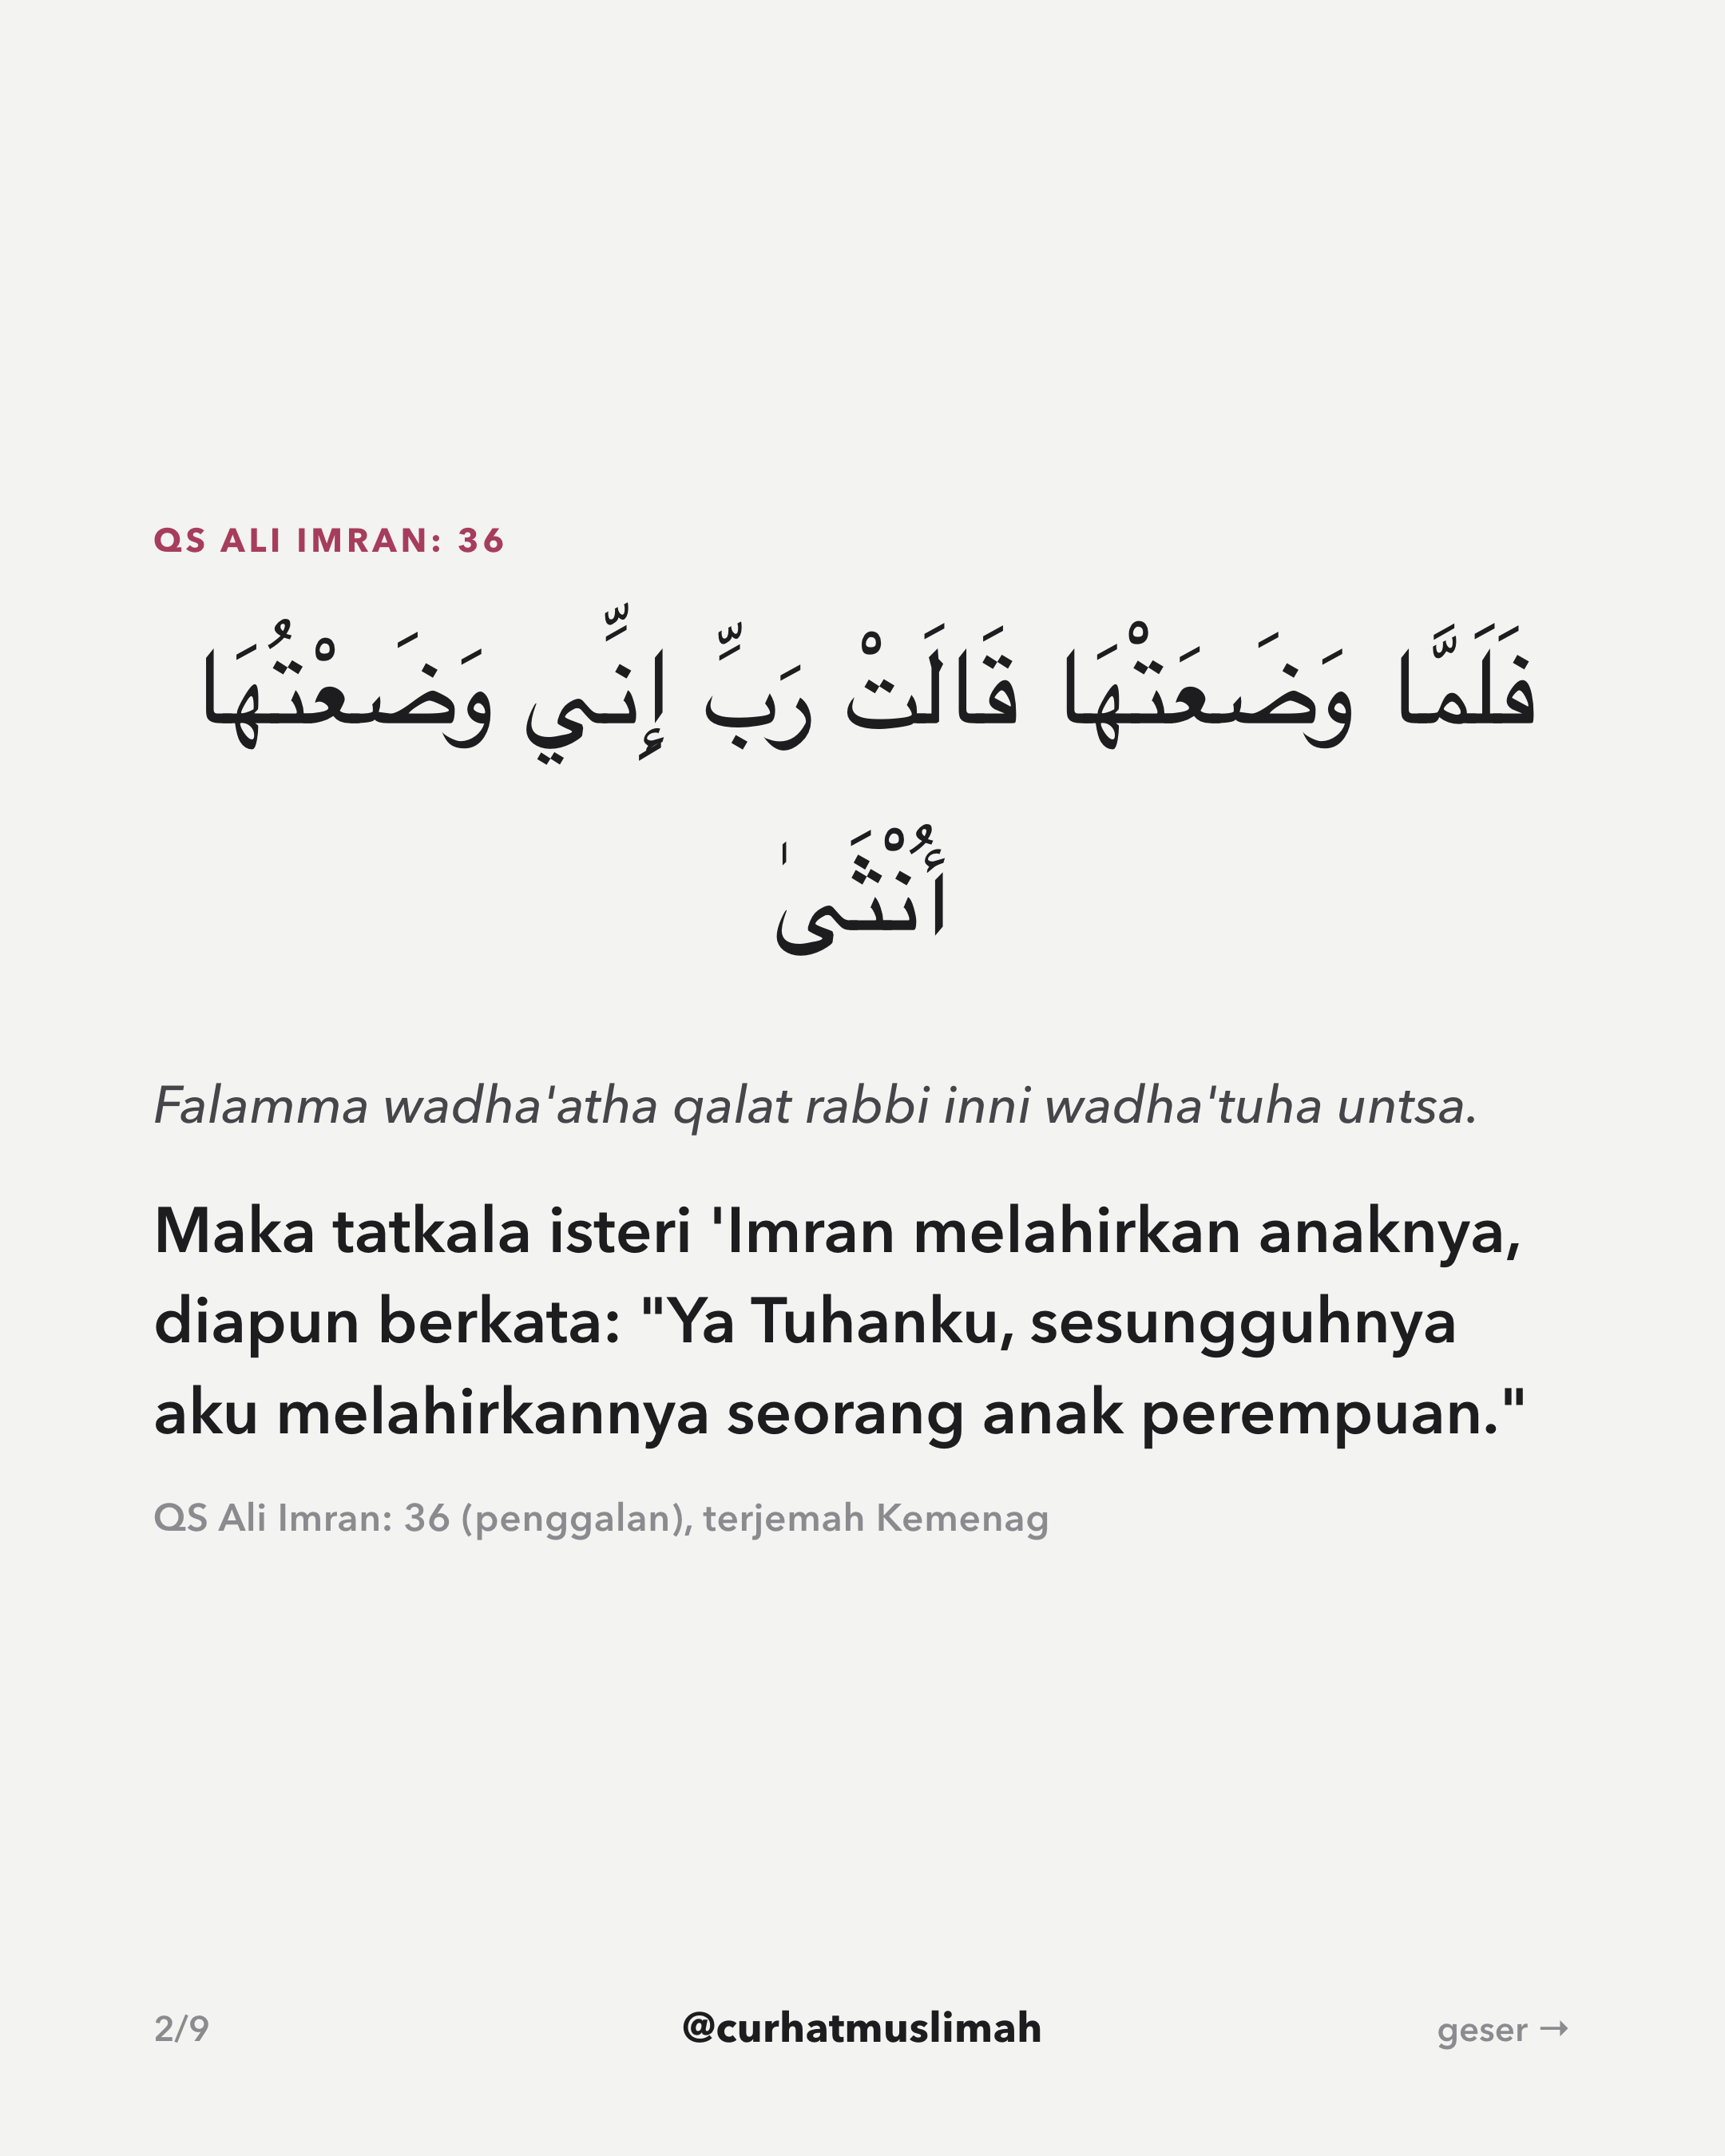 QS ALI IMRAN: 36
فَلَمَّا وَضَعَتْهَا قَالَتْ رَبِّ إِنِّي وَضَعْتُهَا
أُنْثَىٰ
Falamma wadha'atha qalat rabbi inni wadha'tuha untsa.
Maka tatkala isteri 'Imran melahirkan anaknya,
diapun berkata: "Ya Tuhanku, sesungguhnya
aku melahirkannya seorang anak perempuan."
QS Ali Imran: 36 (penggalan), terjemah Kemenag
2/9 @curhatmuslimah geser →